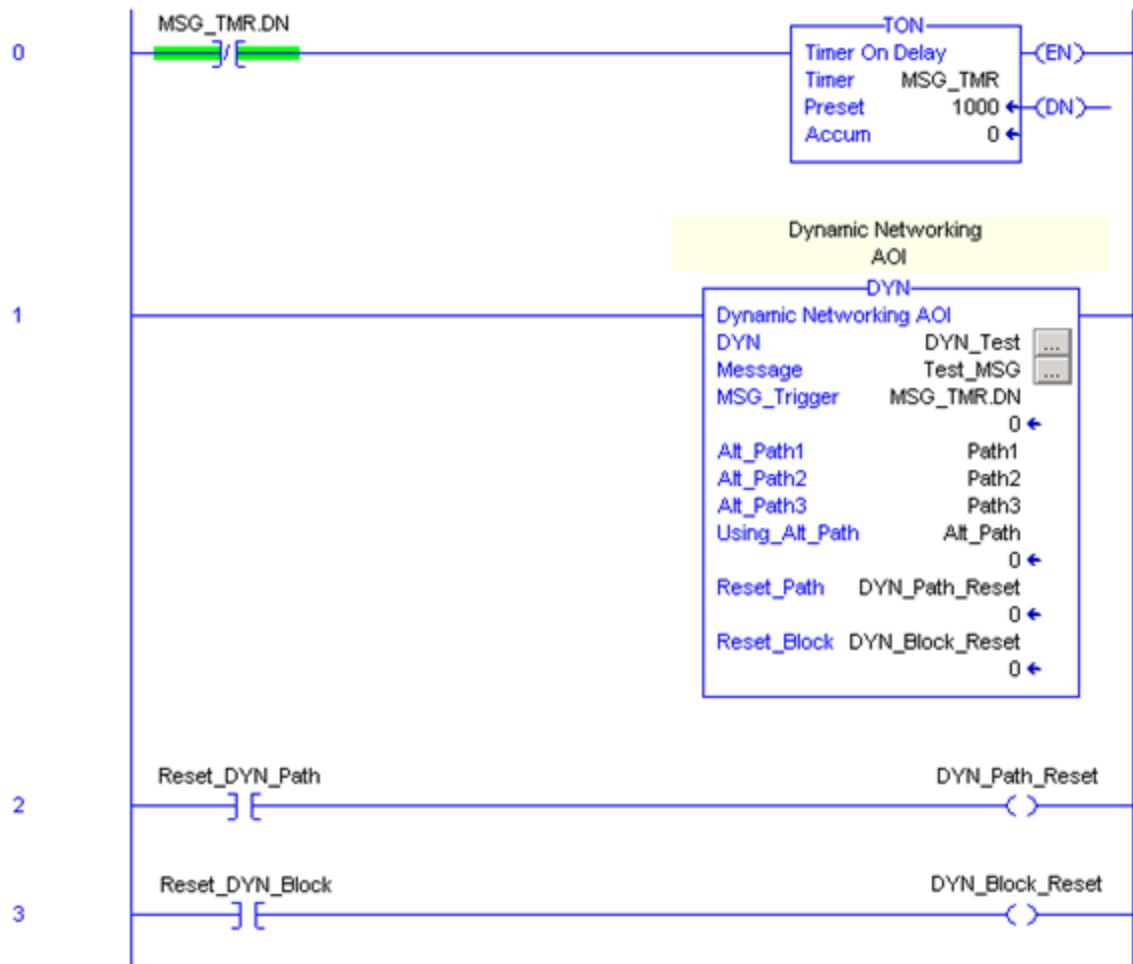 MSG_TMR.DN
0
TON
Timer On Delay
(EN)
Timer MSG_TMR
Preset 1000
(DN)
Accum 0
Dynamic Networking
AOI
DYN
1
Dynamic Networking AOI
DYN DYN_Test ...
Message Test_MSG ...
MSG_Trigger MSG_TMR.DN
0
Alt_Path1 Path1
Alt_Path2 Path2
Alt_Path3 Path3
Using_Alt_Path Alt_Path
0
Reset_Path DYN_Path_Reset
0
Reset_Block DYN_Block_Reset
0
Reset_DYN_Path DYN_Path_Reset
2
Reset_DYN_Block DYN_Block_Reset
3